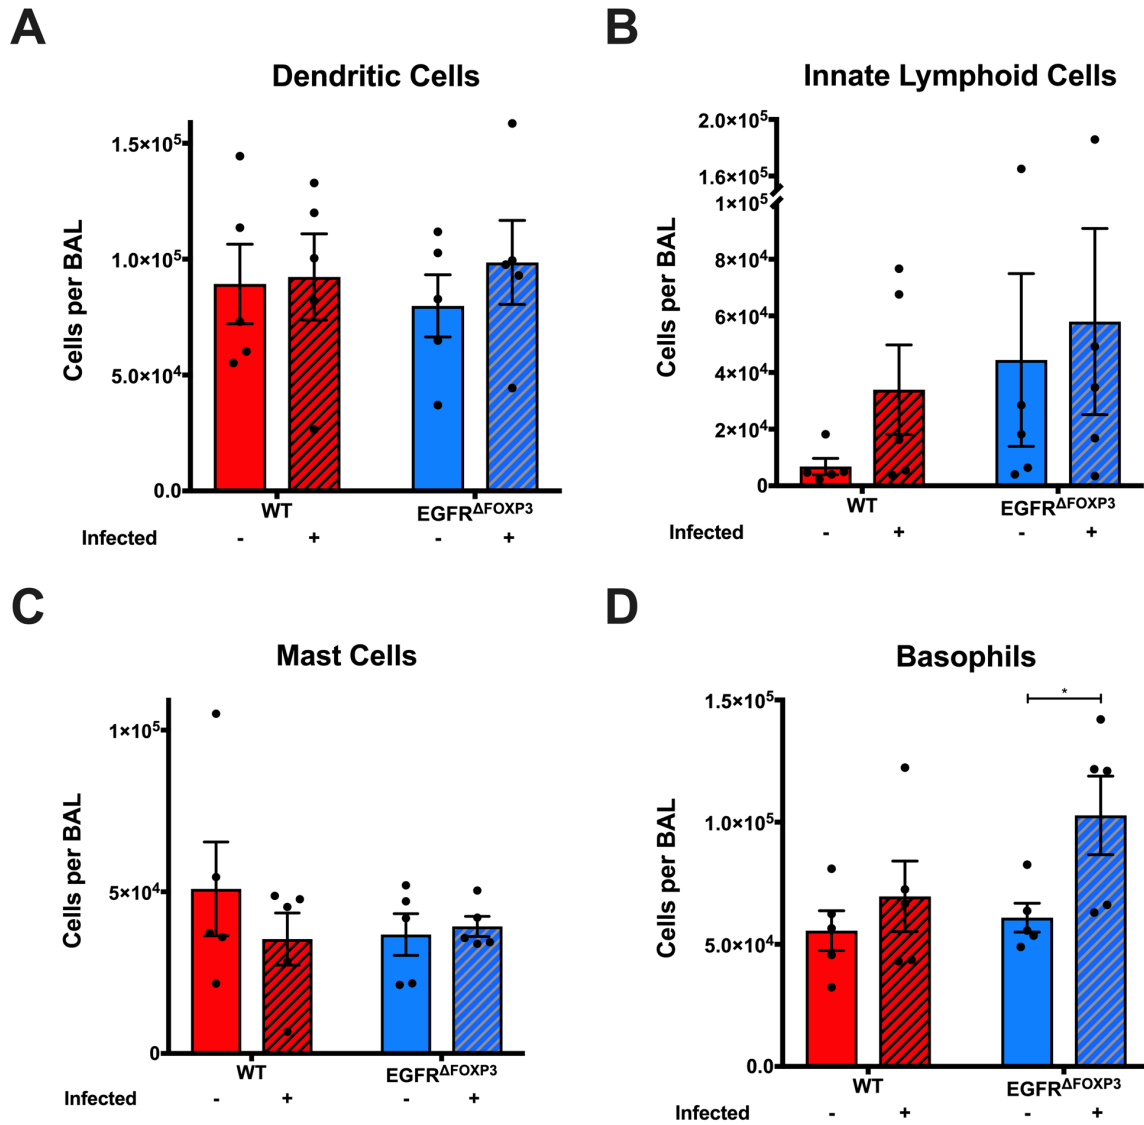 A
Dendritic Cells
Cells per BAL
1.5×10⁵
1.0×10⁵
5.0×10⁴
0.0
WT
EGFR^ΔFOXP3
Infected - + - +
B
Innate Lymphoid Cells
Cells per BAL
2.0×10⁵
1.6×10⁵
1×10⁵
8×10⁴
6×10⁴
4×10⁴
2×10⁴
0
WT
EGFR^ΔFOXP3
Infected - + - +
C
Mast Cells
Cells per BAL
1×10⁵
5×10⁴
0
WT
EGFR^ΔFOXP3
Infected - + - +
D
Basophils
Cells per BAL
1.5×10⁵
*
1.0×10⁵
5.0×10⁴
0.0
WT
EGFR^ΔFOXP3
Infected - + - +